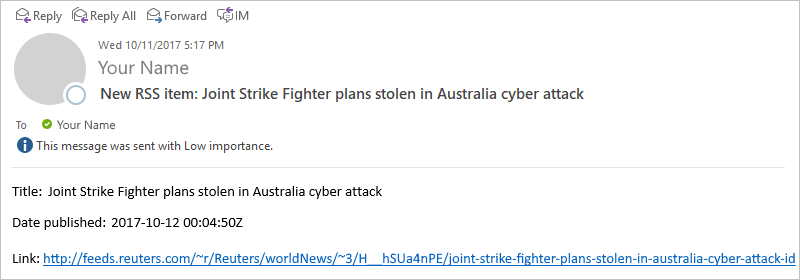 Reply Reply All Forward IM
Wed 10/11/2017 5:17 PM
Your Name
New RSS item: Joint Strike Fighter plans stolen in Australia cyber attack
To Your Name
This message was sent with Low importance.
Title: Joint Strike Fighter plans stolen in Australia cyber attack
Date published: 2017-10-12 00:04:50Z
Link: http://feeds.reuters.com/~r/Reuters/worldNews/~3/H__hSUa4nPE/joint-strike-fighter-plans-stolen-in-australia-cyber-attack-id